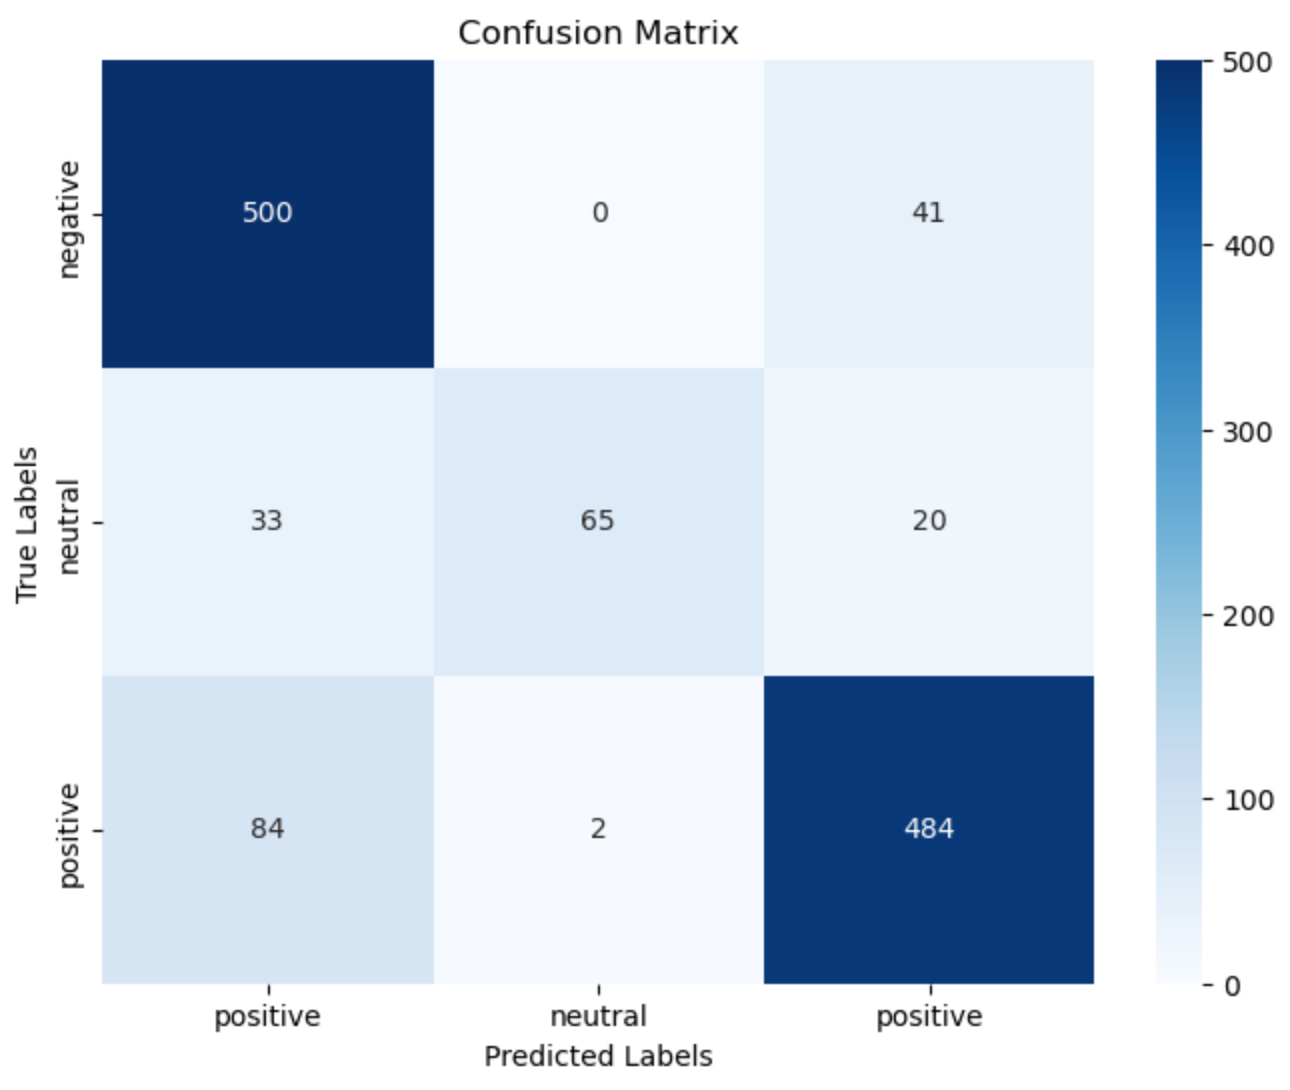 Confusion Matrix
500
negative
500 0 41
400
300
True Labels
neutral
33 65 20
200
100
positive
84 2 484
0
positive neutral positive
Predicted Labels